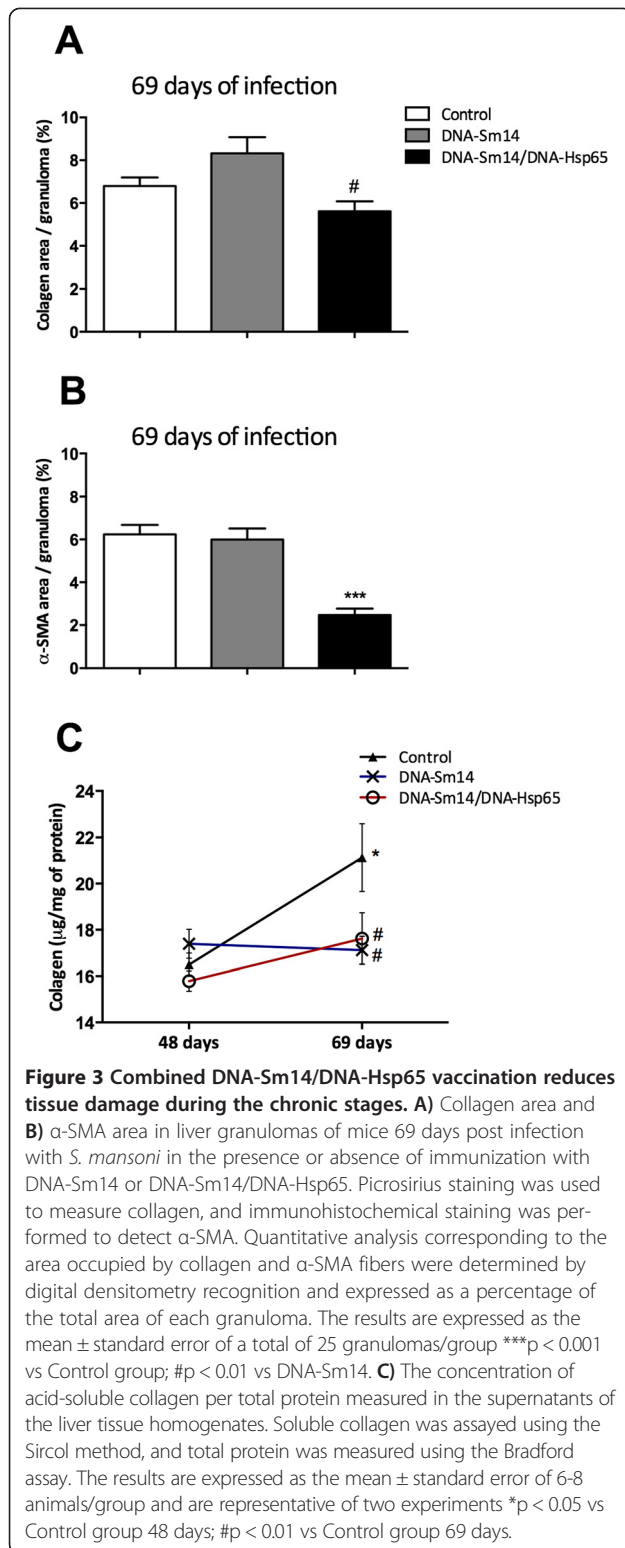 A
69 days of infection
Control
DNA-Sm14
DNA-Sm14/DNA-Hsp65
Colagen area / granuloma (%)
10
8
6
4
2
0
#
B
69 days of infection
α-SMA area / granuloma (%)
10
8
6
4
2
0
***
C
Control
DNA-Sm14
DNA-Sm14/DNA-Hsp65
Colagen (μg/mg of protein)
24
22
20
18
16
14
*
#
#
48 days
69 days
Figure 3 Combined DNA-Sm14/DNA-Hsp65 vaccination reduces
tissue damage during the chronic stages. A) Collagen area and
B) α-SMA area in liver granulomas of mice 69 days post infection
with S. mansoni in the presence or absence of immunization with
DNA-Sm14 or DNA-Sm14/DNA-Hsp65. Picrosirius staining was used
to measure collagen, and immunohistochemical staining was per-
formed to detect α-SMA. Quantitative analysis corresponding to the
area occupied by collagen and α-SMA fibers were determined by
digital densitometry recognition and expressed as a percentage of
the total area of each granuloma. The results are expressed as the
mean ± standard error of a total of 25 granulomas/group ***p < 0.001
vs Control group; #p < 0.01 vs DNA-Sm14. C) The concentration of
acid-soluble collagen per total protein measured in the supernatants of
the liver tissue homogenates. Soluble collagen was assayed using the
Sircol method, and total protein was measured using the Bradford
assay. The results are expressed as the mean ± standard error of 6-8
animals/group and are representative of two experiments *p < 0.05 vs
Control group 48 days; #p < 0.01 vs Control group 69 days.